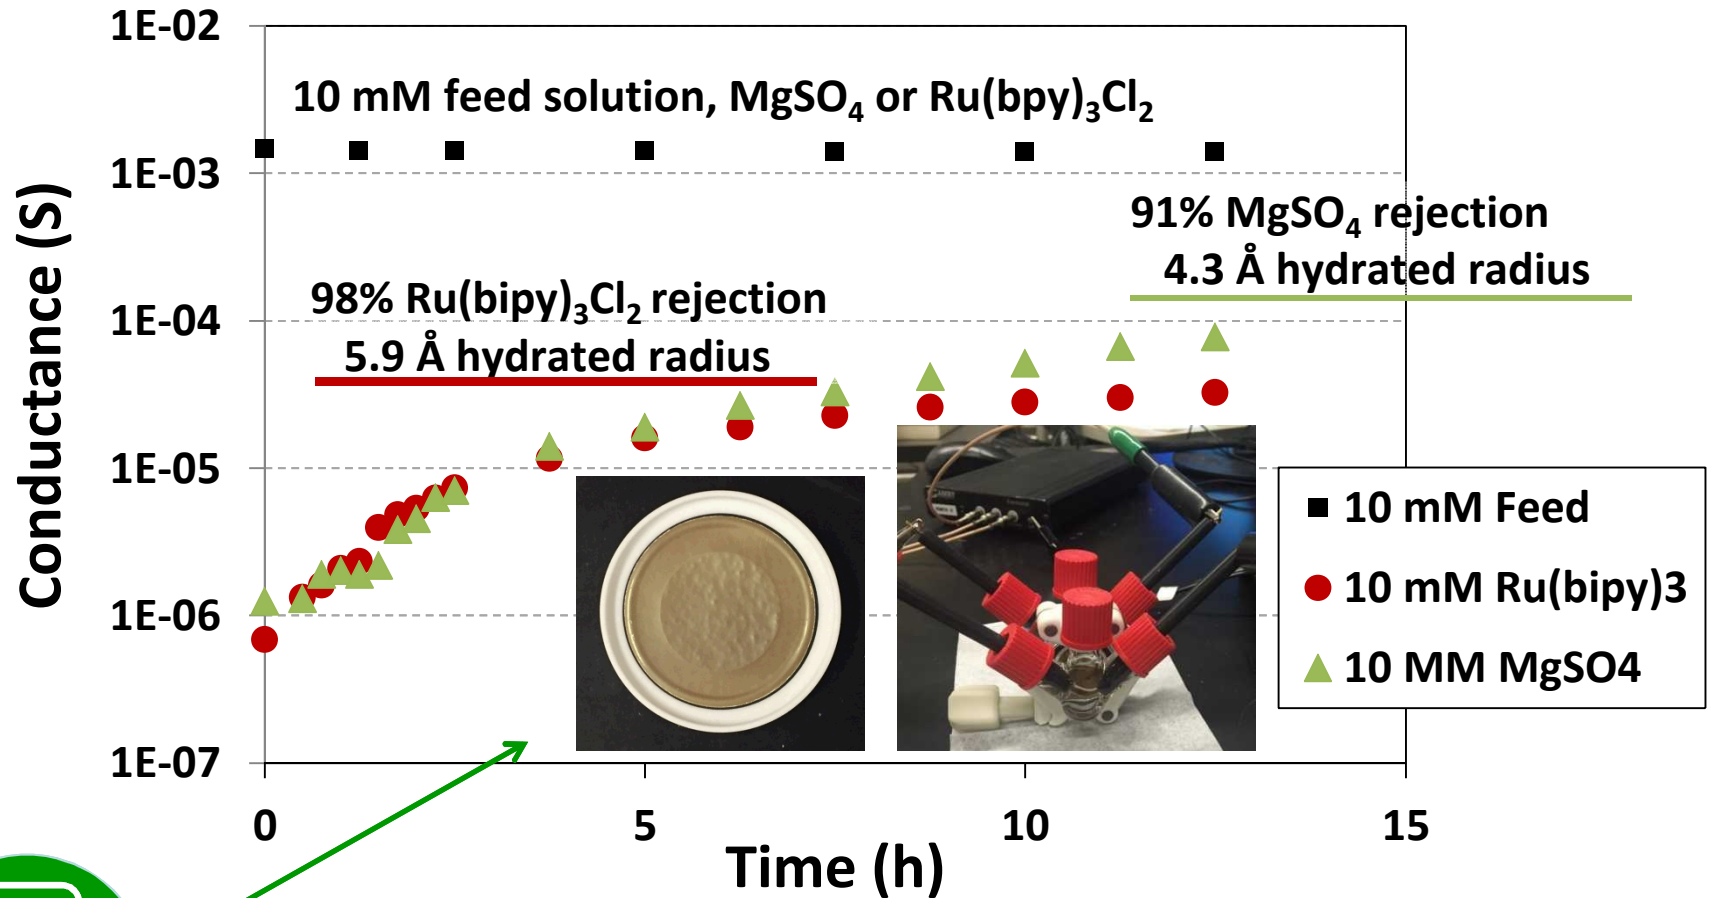 1E-02
10 mM feed solution, MgSO₄ or Ru(bpy)₃Cl₂
1E-03
91% MgSO₄ rejection
4.3 Å hydrated radius
98% Ru(bipy)₃Cl₂ rejection
5.9 Å hydrated radius
1E-04
1E-05
1E-06
1E-07
Conductance (S)
10 mM Feed
10 mM Ru(bipy)3
10 MM MgSO4
0
5
10
15
Time (h)